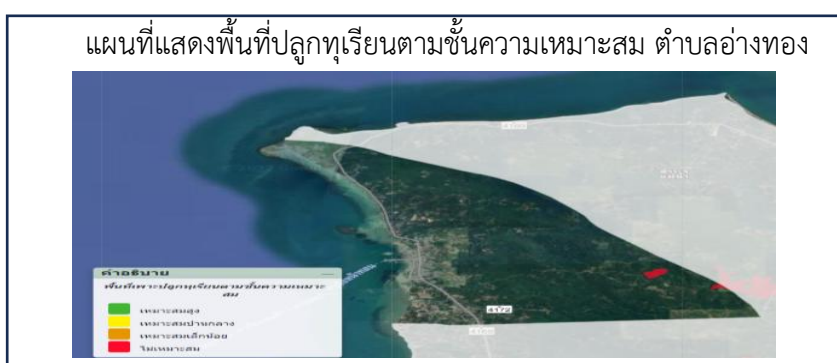 แผนที่แสดงพื้นที่ปลูกทุเรียนตามชั้นความเหมาะสม ตำบลอ่างทอง
4172
คำอธิบาย
พื้นที่เพาะปลูกทุเรียนตามชั้นความเหมาะ
สม
เหมาะสมสูง
เหมาะสมปานกลาง
เหมาะสมเล็กน้อย
ไม่เหมาะสม